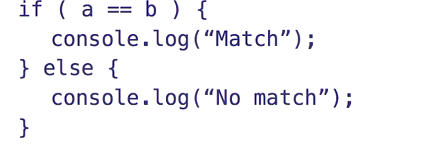 if ( a == b ) {
console.log(“Match”);
} else {
console.log(“No match”);
}